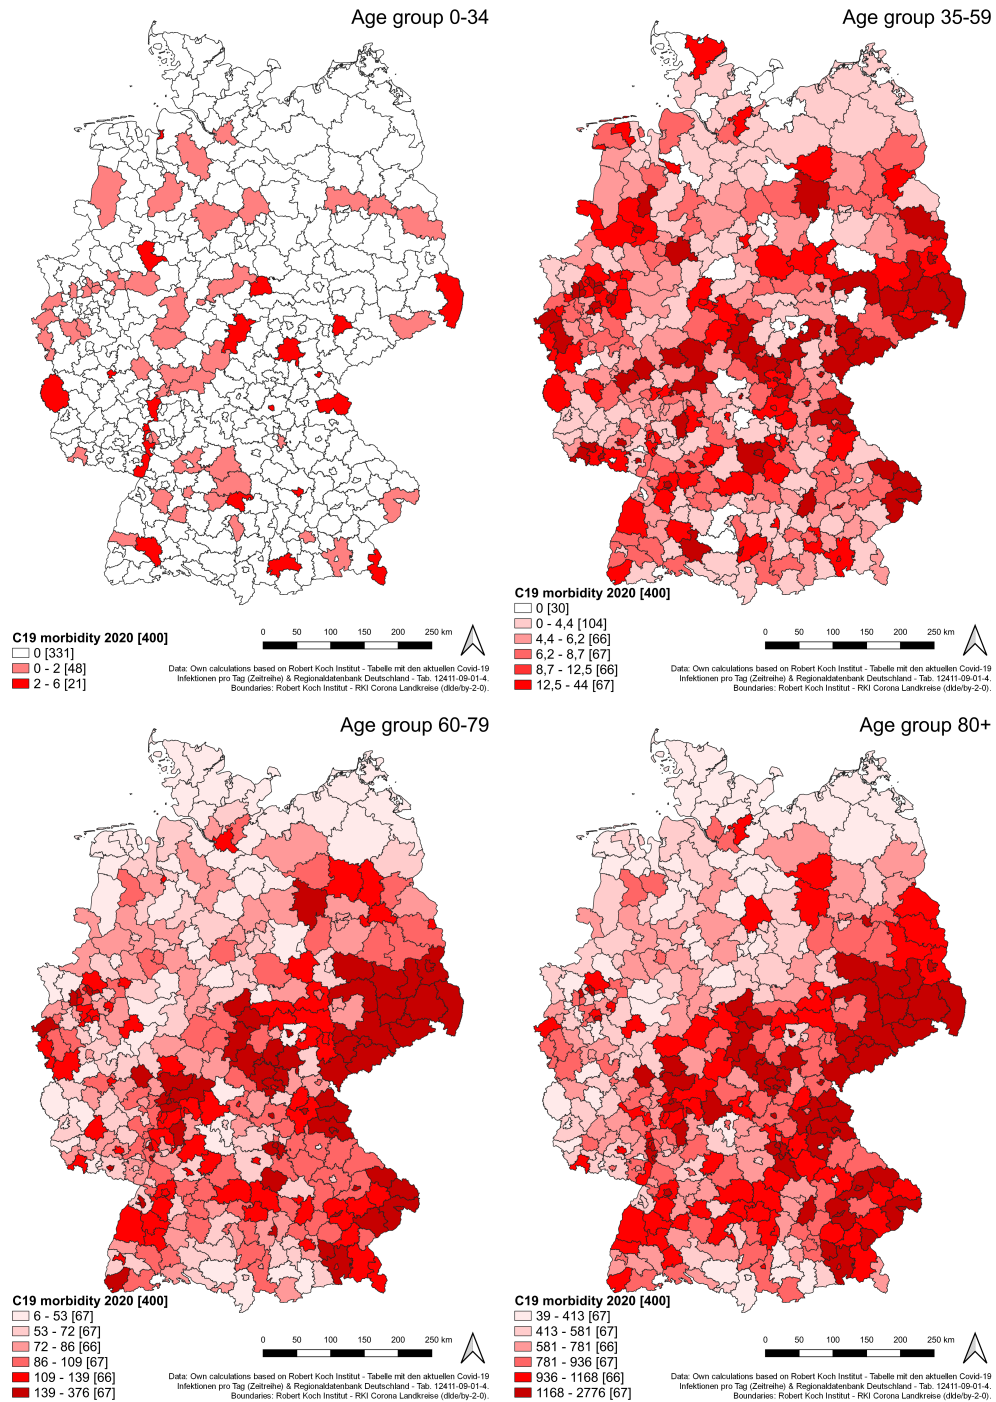 Age group 0-34
C19 morbidity 2020 [400]
0 [331]
0 - 2 [48]
2 - 6 [21]
0 50 100 150 200 250 km
Data: Own calculations based on Robert Koch Institut - Tabelle mit den aktuellen Covid-19
Infektionen pro Tag (Zeitreihe) & Regionaldatenbank Deutschland - Tab. 12411-09-01-4.
Boundaries: Robert Koch Institut - RKI Corona Landkreise (dlde/by-2-0).
Age group 35-59
C19 morbidity 2020 [400]
0 [30]
0 - 4,4 [104]
4,4 - 6,2 [66]
6,2 - 8,7 [67]
8,7 - 12,5 [66]
12,5 - 44 [67]
0 50 100 150 200 250 km
Data: Own calculations based on Robert Koch Institut - Tabelle mit den aktuellen Covid-19
Infektionen pro Tag (Zeitreihe) & Regionaldatenbank Deutschland - Tab. 12411-09-01-4.
Boundaries: Robert Koch Institut - RKI Corona Landkreise (dlde/by-2-0).
Age group 60-79
C19 morbidity 2020 [400]
6 - 53 [67]
53 - 72 [67]
72 - 86 [66]
86 - 109 [67]
109 - 139 [66]
139 - 376 [67]
0 50 100 150 200 250 km
Data: Own calculations based on Robert Koch Institut - Tabelle mit den aktuellen Covid-19
Infektionen pro Tag (Zeitreihe) & Regionaldatenbank Deutschland - Tab. 12411-09-01-4.
Boundaries: Robert Koch Institut - RKI Corona Landkreise (dlde/by-2-0).
Age group 80+
C19 morbidity 2020 [400]
39 - 413 [67]
413 - 581 [67]
581 - 781 [66]
781 - 936 [67]
936 - 1168 [66]
1168 - 2776 [67]
0 50 100 150 200 250 km
Data: Own calculations based on Robert Koch Institut - Tabelle mit den aktuellen Covid-19
Infektionen pro Tag (Zeitreihe) & Regionaldatenbank Deutschland - Tab. 12411-09-01-4.
Boundaries: Robert Koch Institut - RKI Corona Landkreise (dlde/by-2-0).